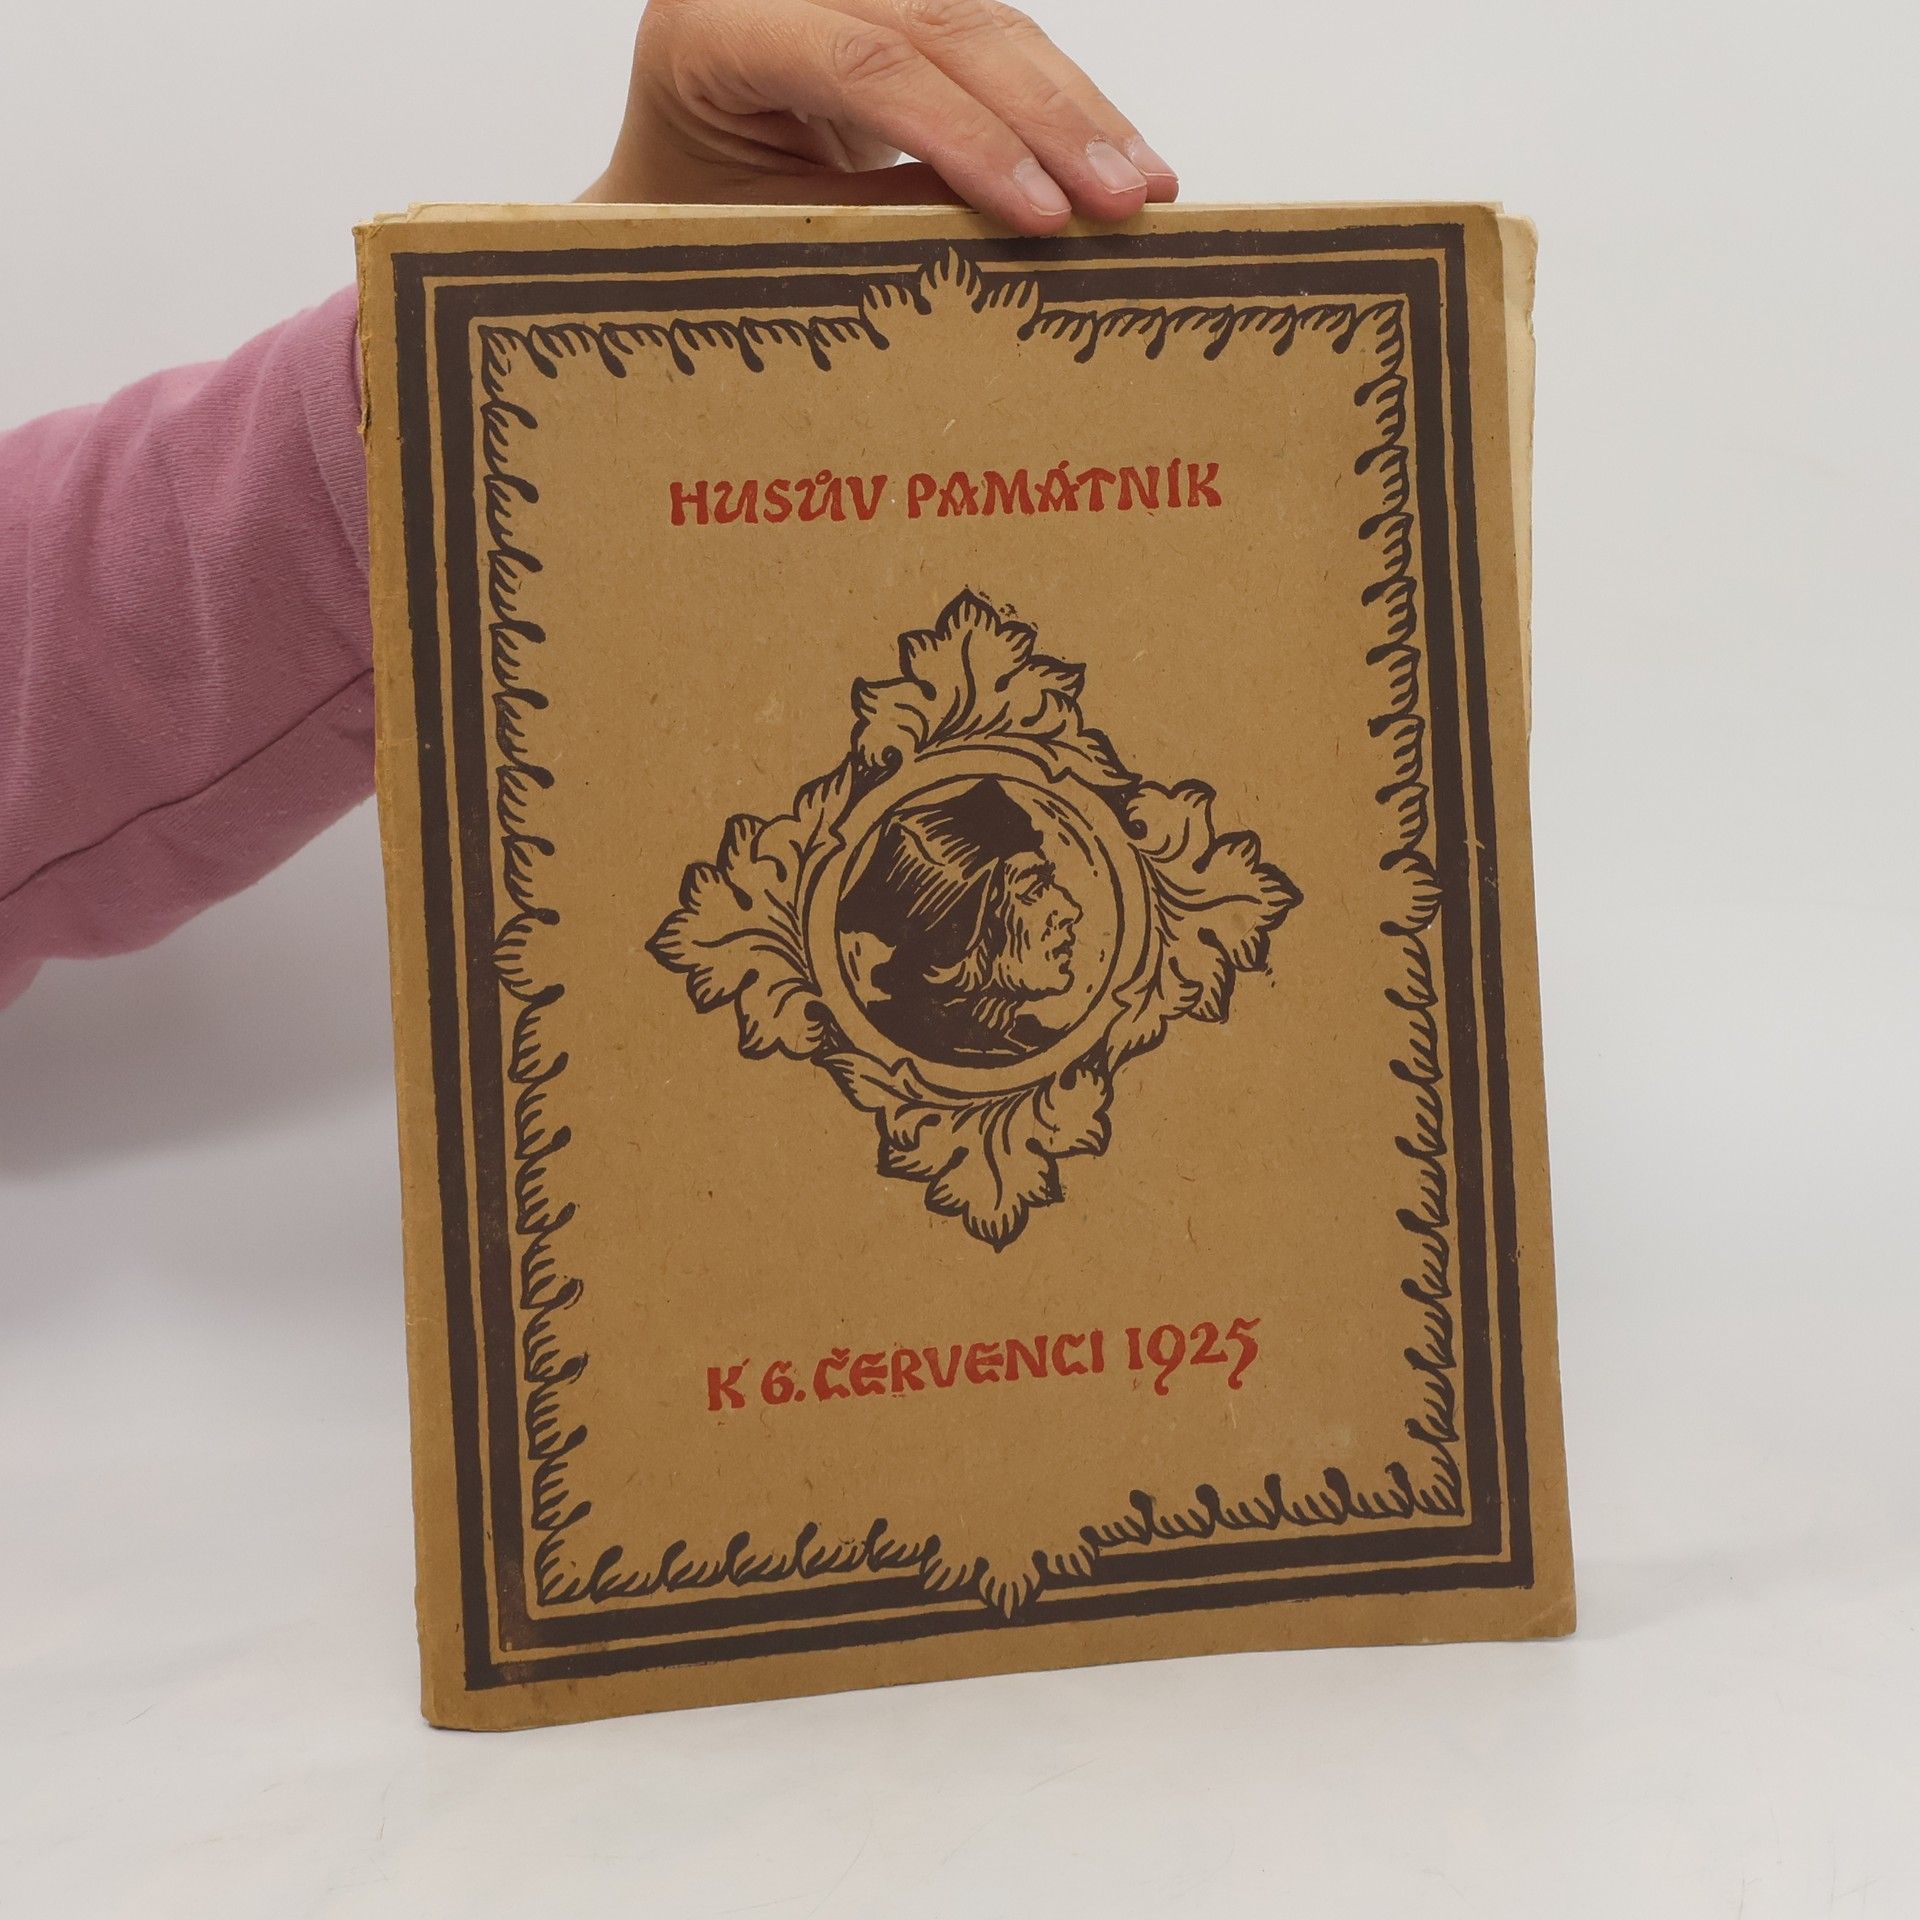 HUSŮV PAMÁTNÍK
K 6. ČERVENCI 1925